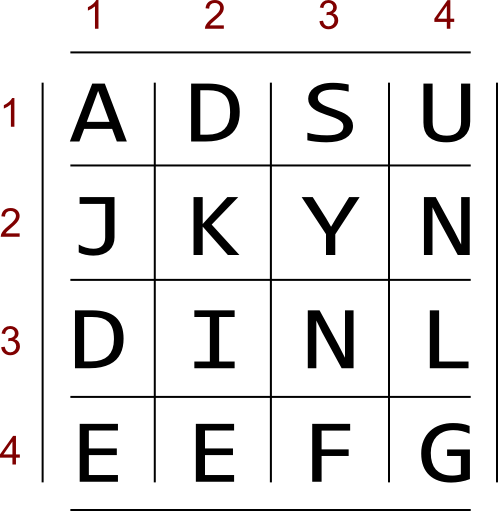 1 2 3 4
1 A D S U
2 J K Y N
3 D I N L
4 E E F G